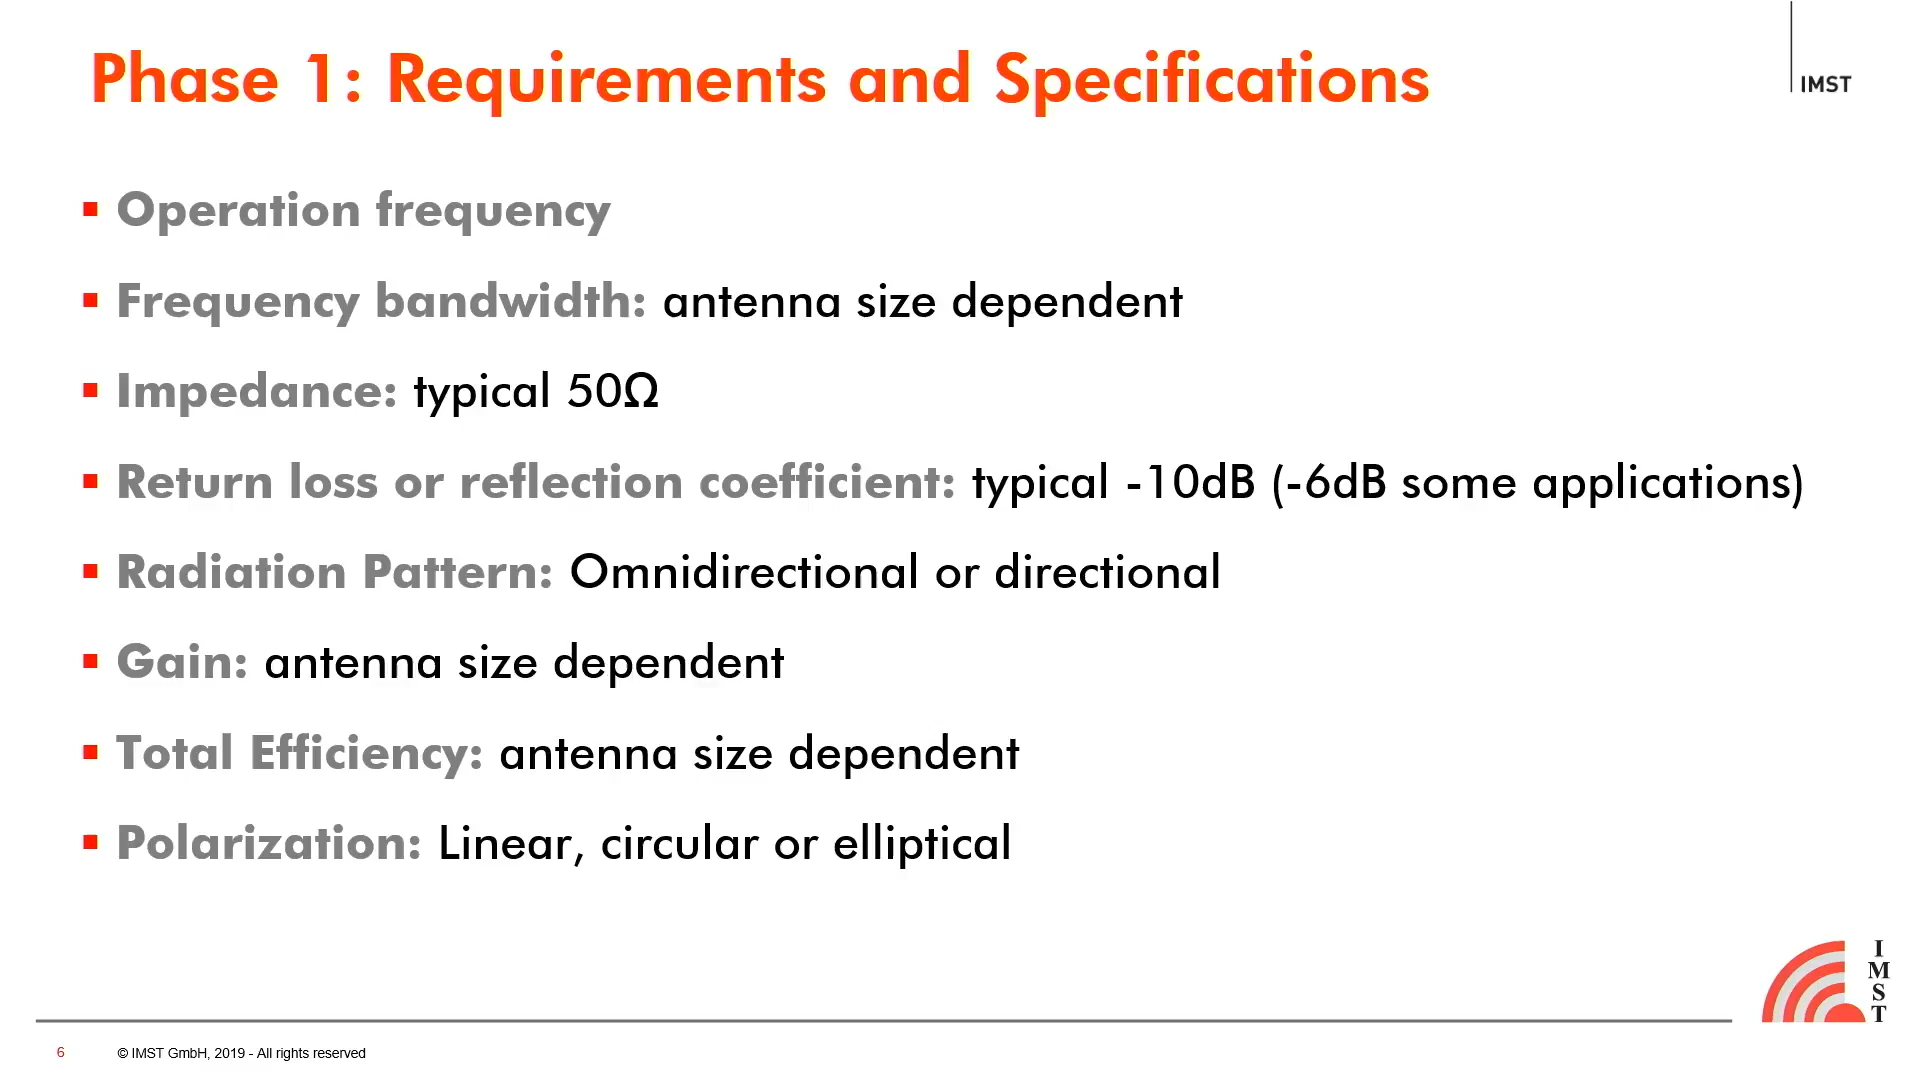 Phase 1: Requirements and Specifications
IMST
▪ Operation frequency
▪ Frequency bandwidth: antenna size dependent
▪ Impedance: typical 50Ω
▪ Return loss or reflection coefficient: typical -10dB (-6dB some applications)
▪ Radiation Pattern: Omnidirectional or directional
▪ Gain: antenna size dependent
▪ Total Efficiency: antenna size dependent
▪ Polarization: Linear, circular or elliptical
I
M
S
T
6
© IMST GmbH, 2019 - All rights reserved